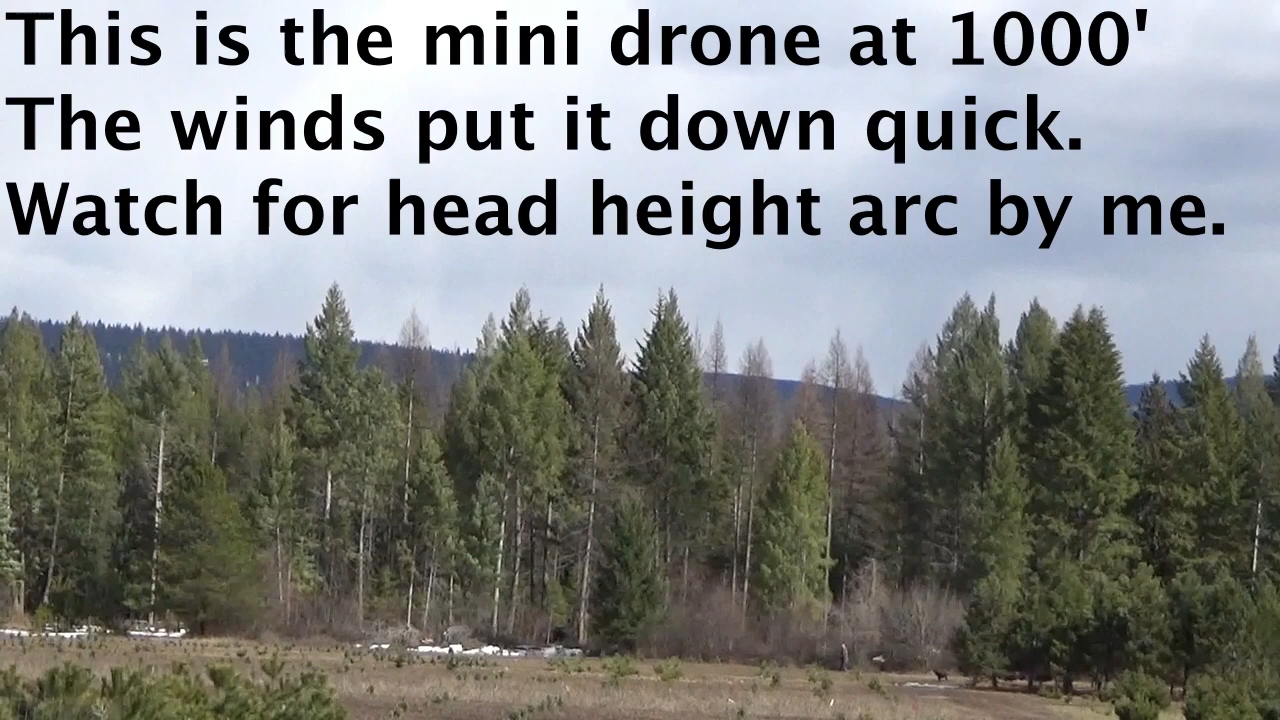 This is the mini drone at 1000'
The winds put it down quick.
Watch for head height arc by me.